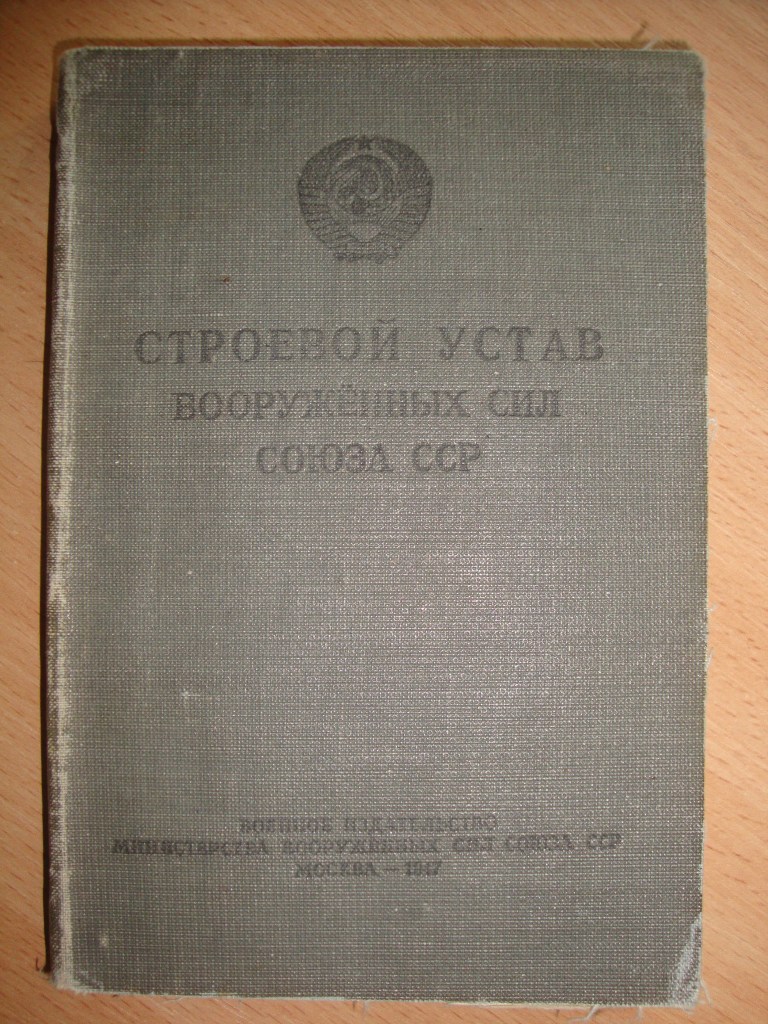 СТРОЕВОЙ УСТАВ
ВООРУЖЁННЫХ СИЛ
СОЮЗА ССР
ВОЕННОЕ ИЗДАТЕЛЬСТВО
МИНИСТЕРСТВА ВООРУЖЁННЫХ СИЛ СОЮЗА ССР
МОСКВА — 1947